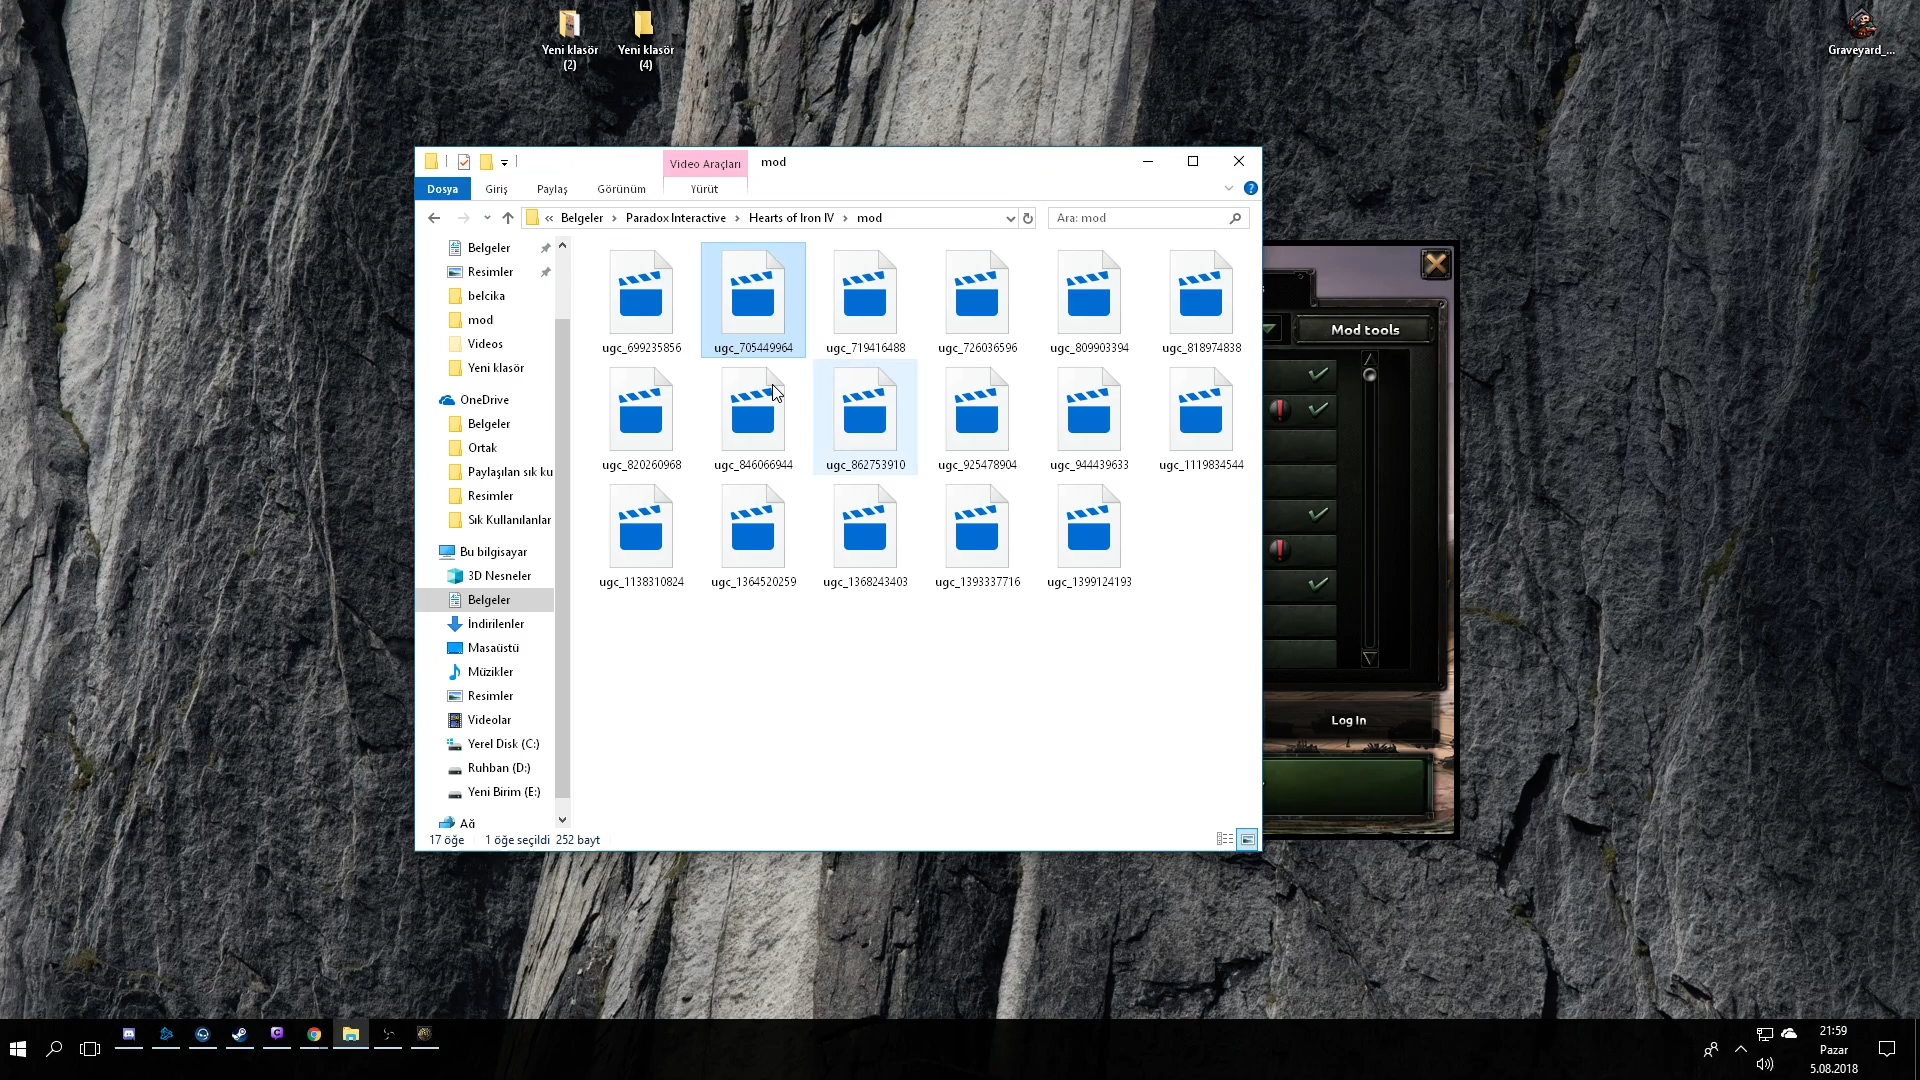 Yeni klasör
(2)
Yeni klasör
(4)
Graveyard_...
Video Araçları
mod
Dosya
Giriş
Paylaş
Görünüm
Yürüt
« Belgeler › Paradox Interactive › Hearts of Iron IV › mod
Ara: mod
Belgeler
Resimler
belcika
mod
Videos
Yeni klasör
OneDrive
Belgeler
Ortak
Paylaşılan sık ku
Resimler
Sık Kullanılanlar
Bu bilgisayar
3D Nesneler
Belgeler
İndirilenler
Masaüstü
Müzikler
Resimler
Videolar
Yerel Disk (C:)
Ruhban (D:)
Yeni Birim (E:)
Ağ
ugc_699235856
ugc_705449964
ugc_719416488
ugc_726036596
ugc_809903394
ugc_818974838
ugc_820260968
ugc_846066944
ugc_862753910
ugc_925478904
ugc_944439633
ugc_1119834544
ugc_1138310824
ugc_1364520259
ugc_1368243403
ugc_1393337716
ugc_1399124193
17 öğe
1 öğe seçildi 252 bayt
Mod tools
Log In
21:59
Pazar
5.08.2018